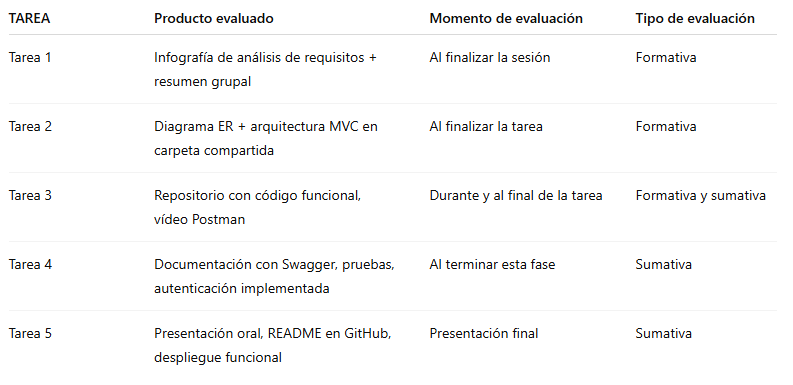 TAREA Producto evaluado Momento de evaluación Tipo de evaluación
Tarea 1 Infografía de análisis de requisitos + Al finalizar la sesión Formativa
resumen grupal
Tarea 2 Diagrama ER + arquitectura MVC en Al finalizar la tarea Formativa
carpeta compartida
Tarea 3 Repositorio con código funcional, Durante y al final de la tarea Formativa y sumativa
vídeo Postman
Tarea 4 Documentación con Swagger, pruebas, Al terminar esta fase Sumativa
autenticación implementada
Tarea 5 Presentación oral, README en GitHub, Presentación final Sumativa
despliegue funcional